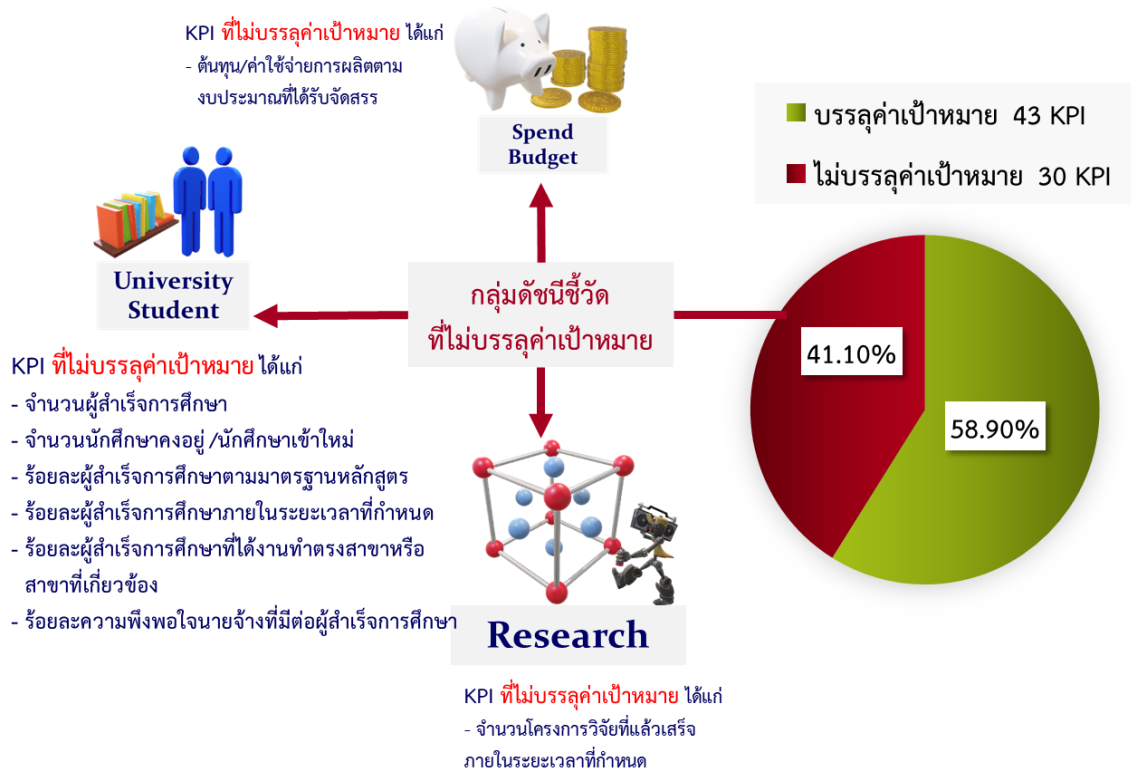 KPI ที่ไม่บรรลุค่าเป้าหมาย ได้แก่
- ต้นทุน/ค่าใช้จ่ายการผลิตตาม
งบประมาณที่ได้รับจัดสรร
Spend
Budget
บรรลุค่าเป้าหมาย 43 KPI
ไม่บรรลุค่าเป้าหมาย 30 KPI
University
Student
กลุ่มดัชนีชี้วัด
ที่ไม่บรรลุค่าเป้าหมาย
41.10%
58.90%
KPI ที่ไม่บรรลุค่าเป้าหมาย ได้แก่
- จำนวนผู้สำเร็จการศึกษา
- จำนวนนักศึกษาคงอยู่ /นักศึกษาเข้าใหม่
- ร้อยละผู้สำเร็จการศึกษาตามมาตรฐานหลักสูตร
- ร้อยละผู้สำเร็จการศึกษาภายในระยะเวลาที่กำหนด
- ร้อยละผู้สำเร็จการศึกษาที่ได้งานทำตรงสาขาหรือ
สาขาที่เกี่ยวข้อง
- ร้อยละความพึงพอใจนายจ้างที่มีต่อผู้สำเร็จการศึกษา
Research
KPI ที่ไม่บรรลุค่าเป้าหมาย ได้แก่
- จำนวนโครงการวิจัยที่แล้วเสร็จ
ภายในระยะเวลาที่กำหนด